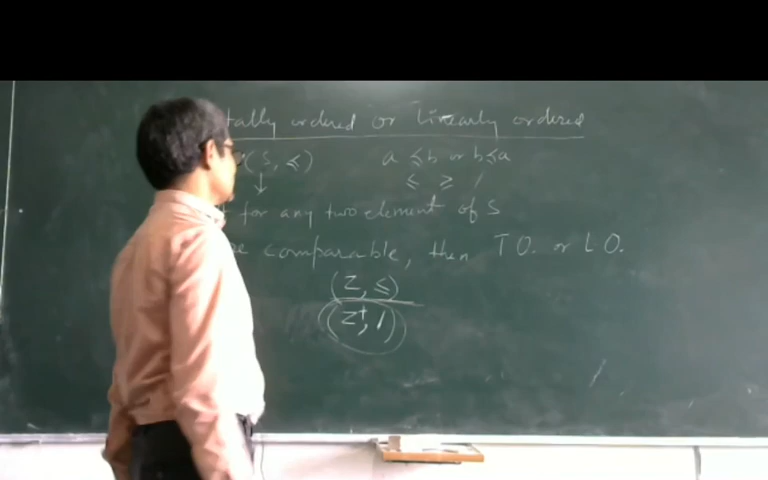 tally ordered or Linearly ordered
(S, ≼) a ≼ b or b ≼ a
↓ ≤ ≥ /
for any two element of S
comparable, then T O. or L O.
(Z, ≤)
(Z⁺, /)